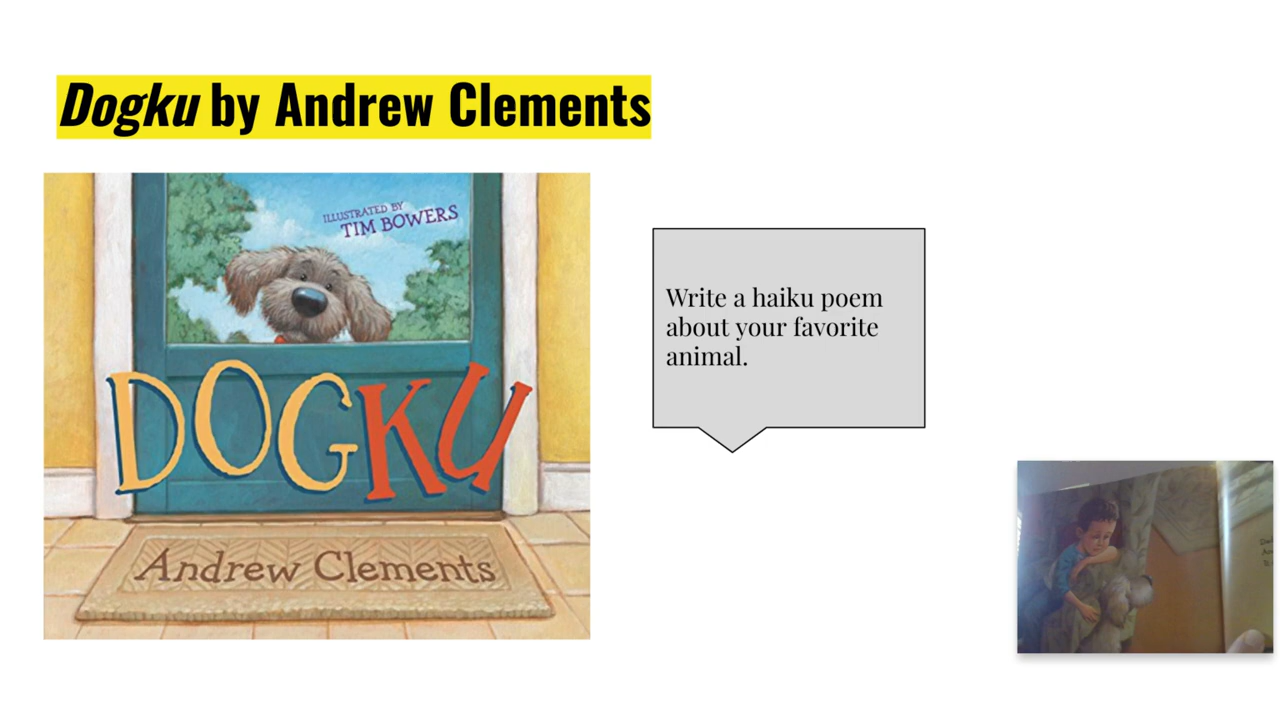 Dogku by Andrew Clements
ILLUSTRATED BY
TIM BOWERS
DOGKU
Andrew Clements
Write a haiku poem
about your favorite
animal.